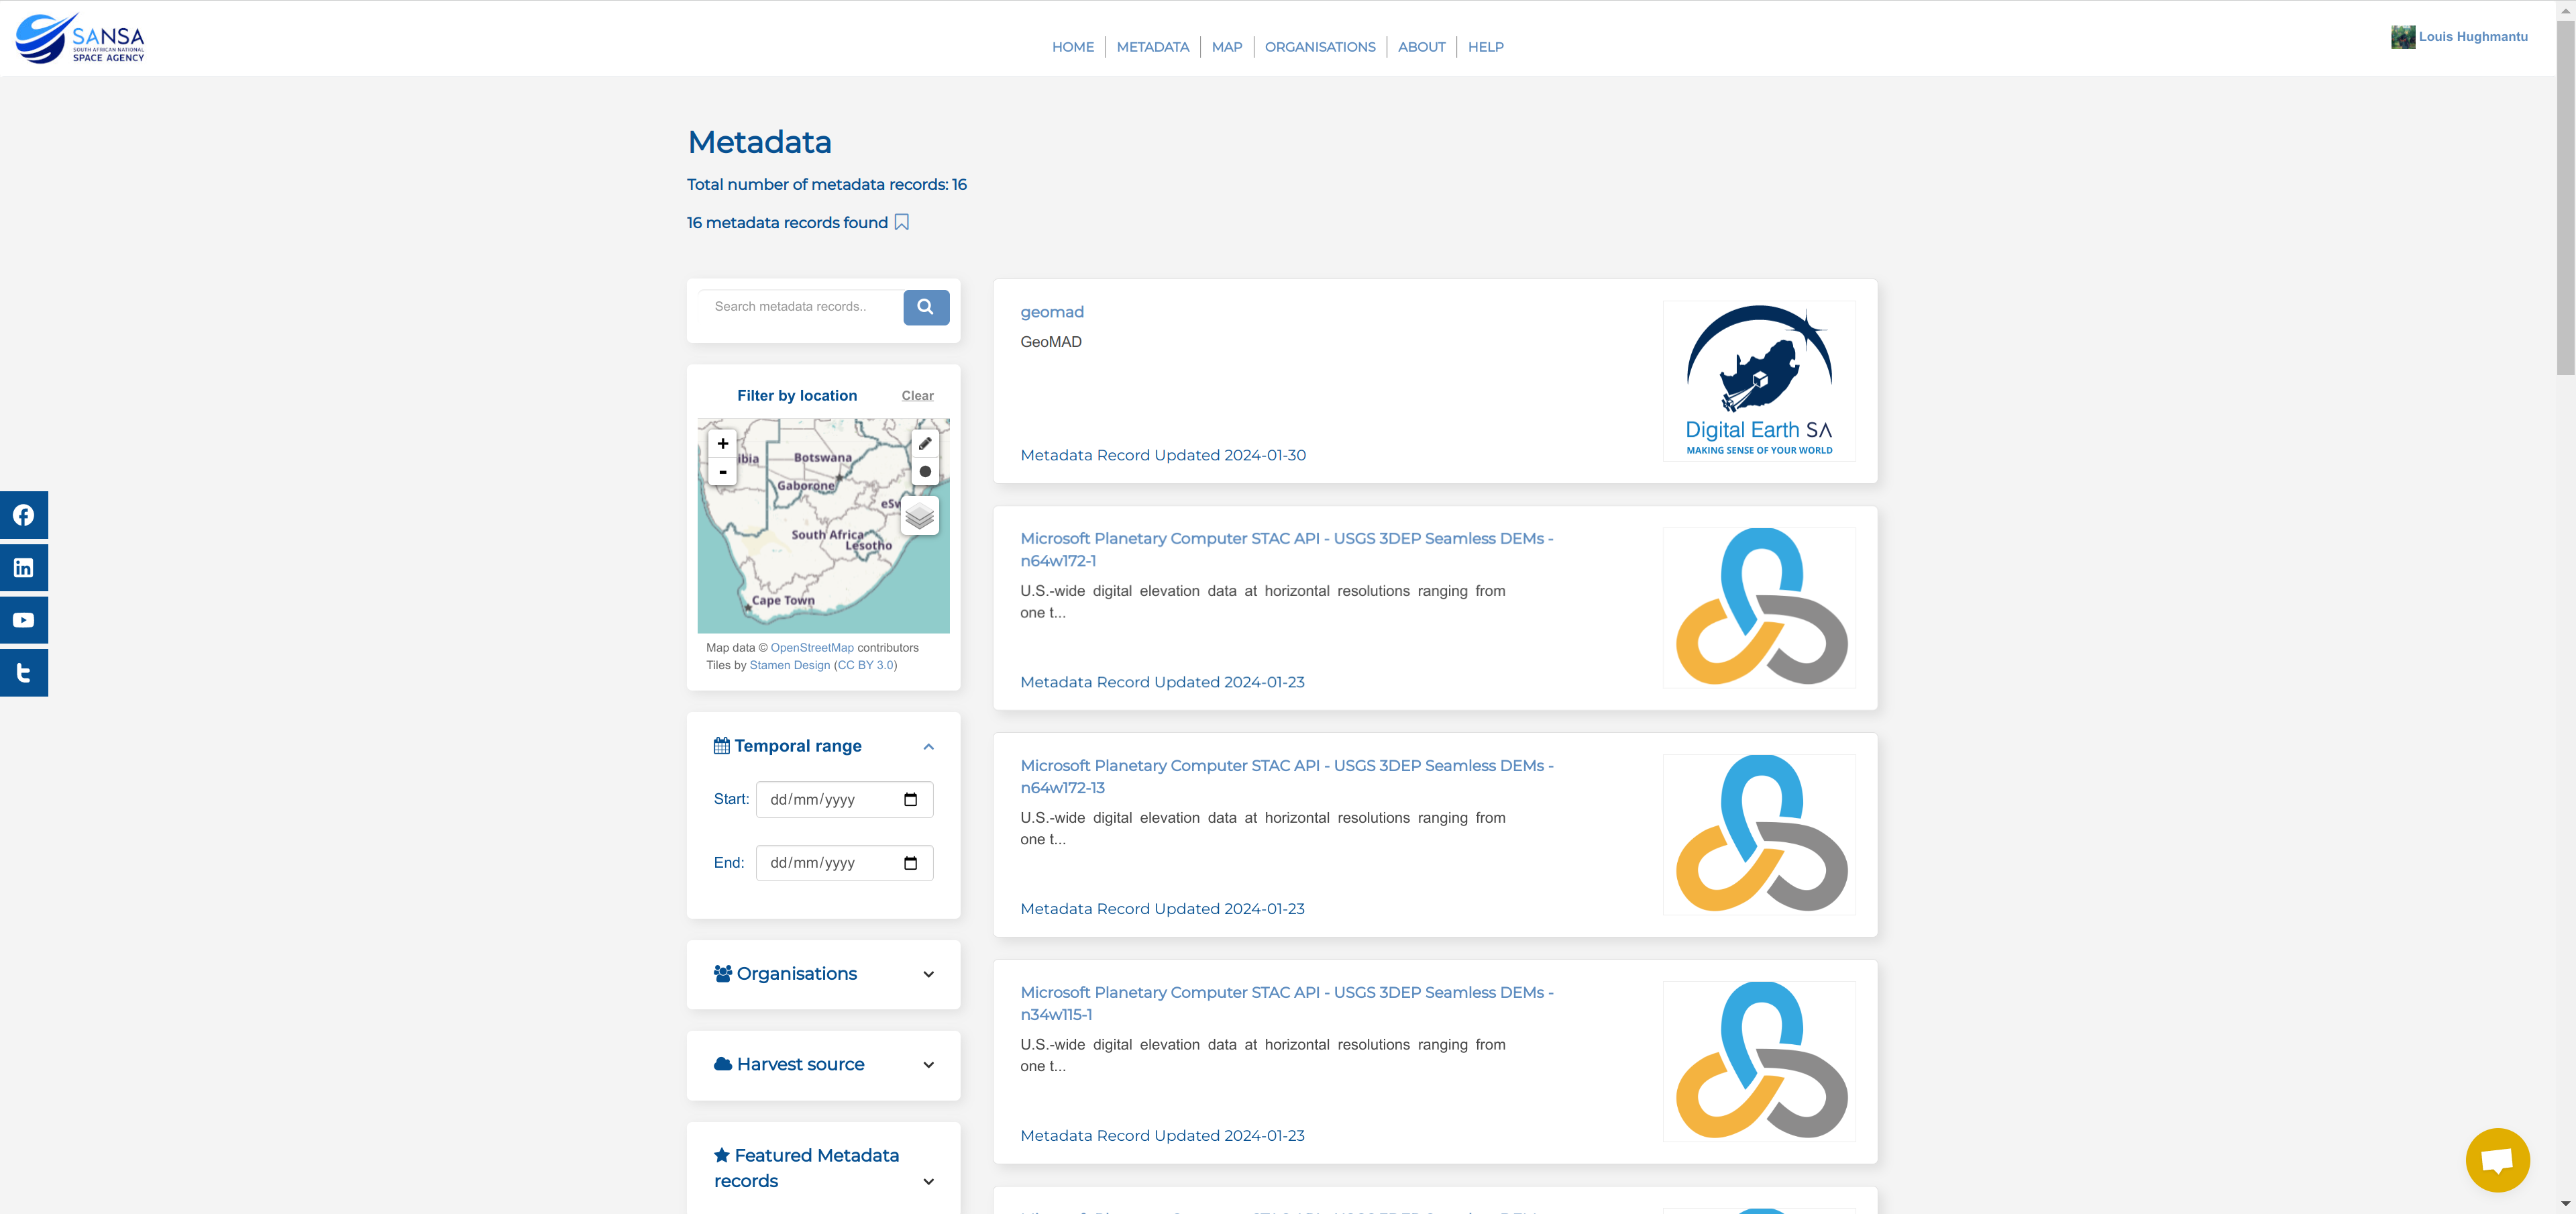 SANSA
SOUTH AFRICAN NATIONAL
SPACE AGENCY
HOME
METADATA
MAP
ORGANISATIONS
ABOUT
HELP
Louis Hughmantu
Metadata
Total number of metadata records: 16
16 metadata records found
Search metadata records..
Filter by location
Clear
+
-
ibia
Botswana
Gaborone
eSw
South Africa
Lesotho
Cape Town
Map data © OpenStreetMap contributors
Tiles by Stamen Design (CC BY 3.0)
Temporal range
Start: dd/mm/yyyy
End: dd/mm/yyyy
Organisations
Harvest source
Featured Metadata
records
geomad
GeoMAD
Metadata Record Updated 2024-01-30
Digital Earth SA
MAKING SENSE OF YOUR WORLD
Microsoft Planetary Computer STAC API - USGS 3DEP Seamless DEMs -
n64w172-1
U.S.-wide digital elevation data at horizontal resolutions ranging from
one t...
Metadata Record Updated 2024-01-23
Microsoft Planetary Computer STAC API - USGS 3DEP Seamless DEMs -
n64w172-13
U.S.-wide digital elevation data at horizontal resolutions ranging from
one t...
Metadata Record Updated 2024-01-23
Microsoft Planetary Computer STAC API - USGS 3DEP Seamless DEMs -
n34w115-1
U.S.-wide digital elevation data at horizontal resolutions ranging from
one t...
Metadata Record Updated 2024-01-23